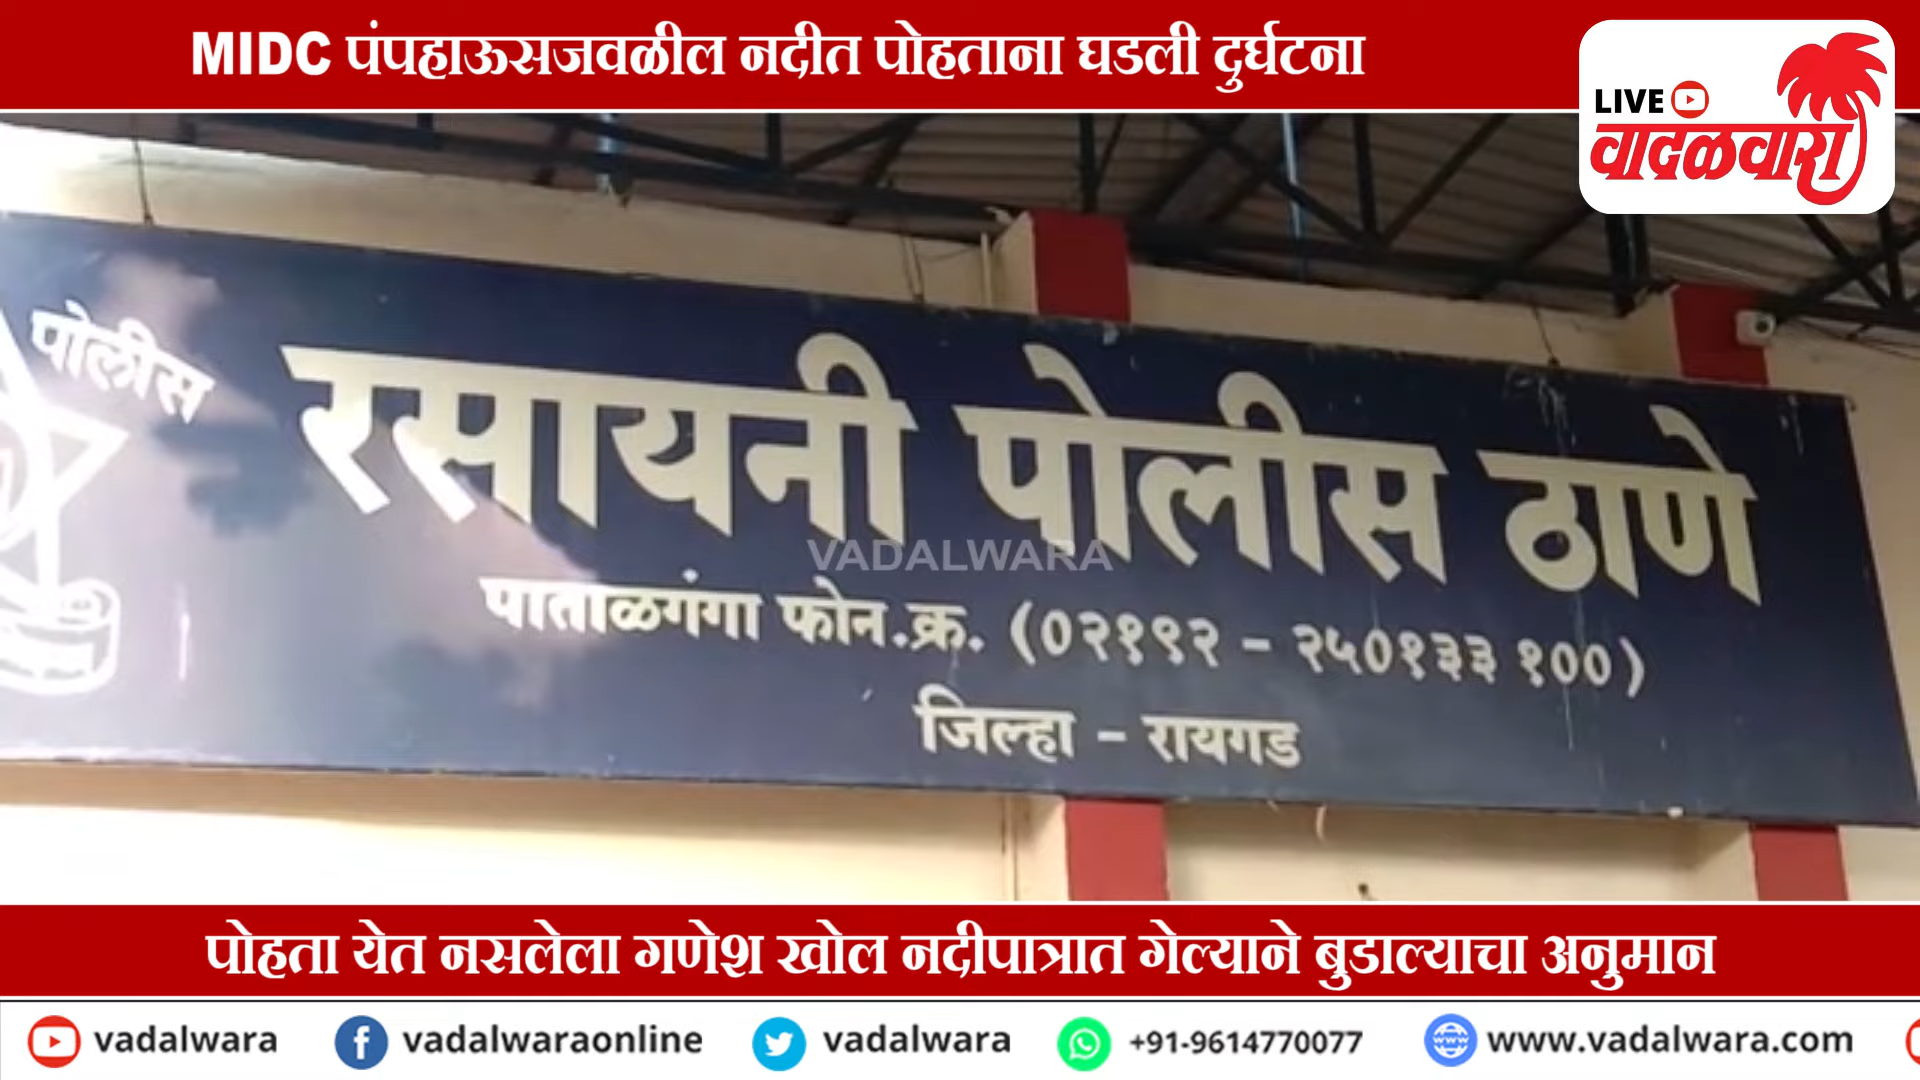 MIDC पंपहाऊसजवळील नदीत पोहताना घडली दुर्घटना
LIVE
वादळवारा
पोलीस
रसायनी पोलीस ठाणे
VADALWARA
पाताळगंगा फोन.क्र. (०२१९२ - २५०१३३ १००)
जिल्हा - रायगड
पोहता येत नसलेला गणेश खोल नदीपात्रात गेल्याने बुडाल्याचा अनुमान
vadalwara
vadalwaraonline
vadalwara
+91-9614770077
www.vadalwara.com